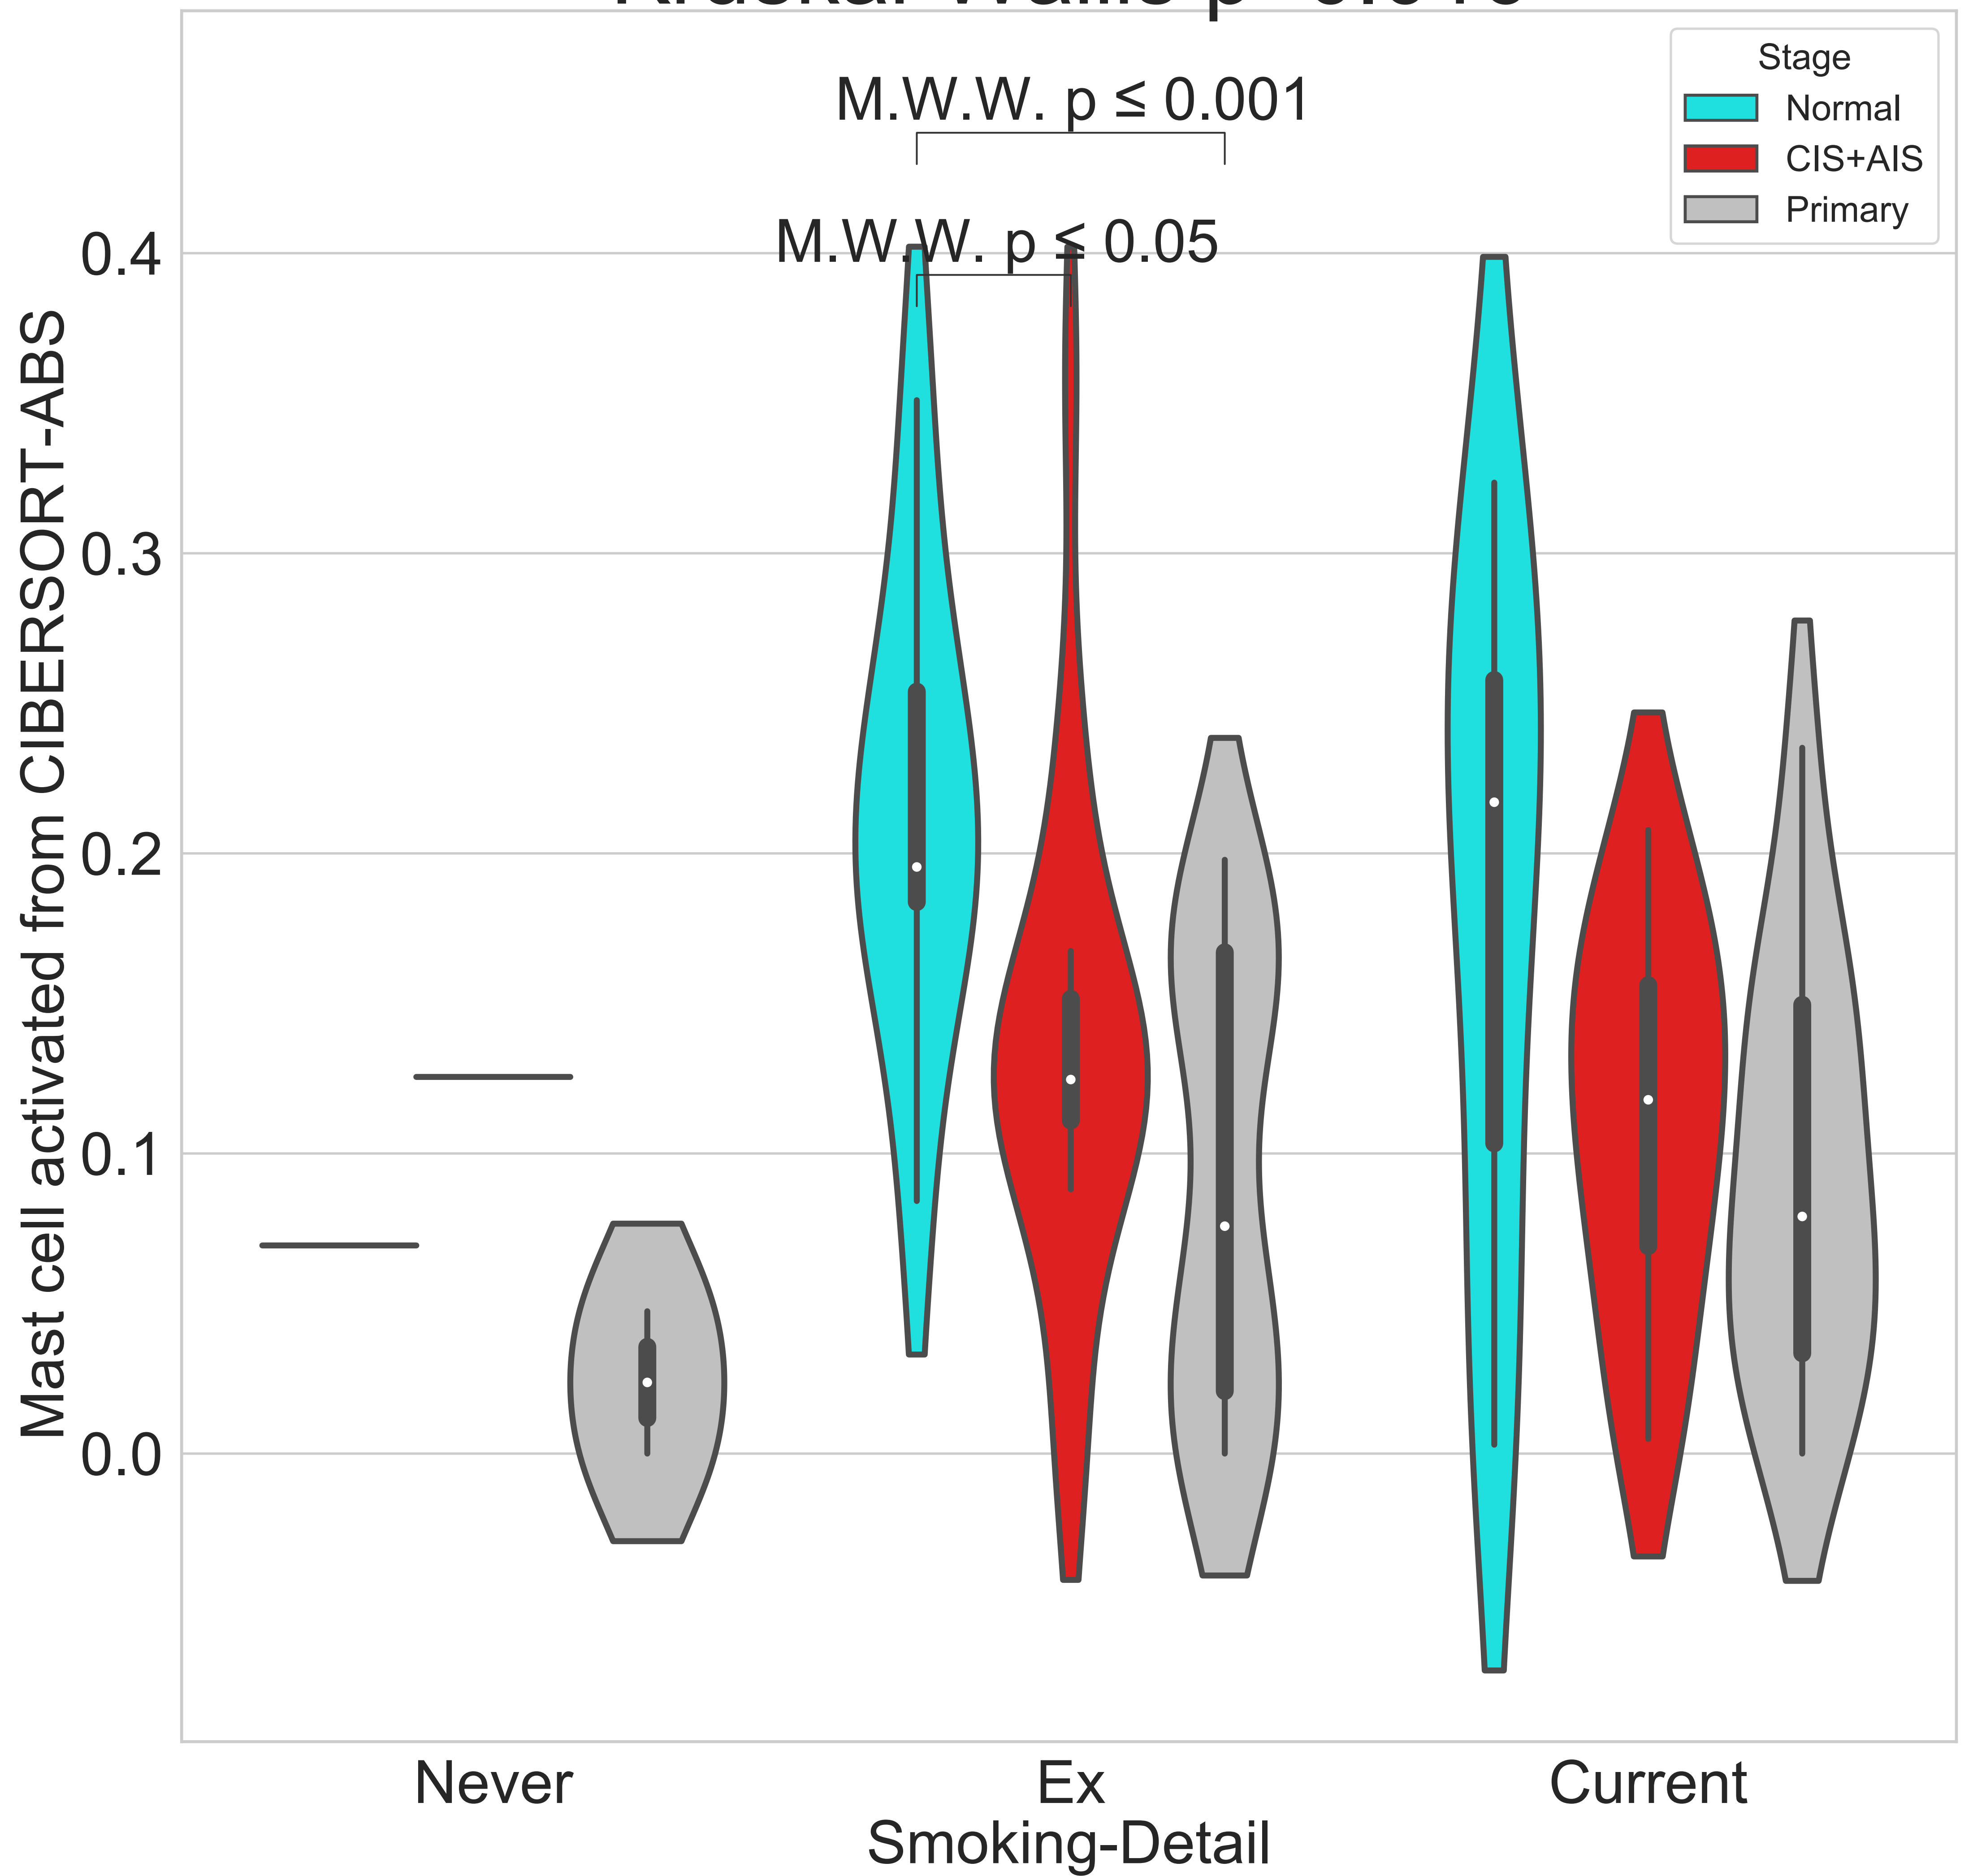 M.W.W. p ≤ 0.001
M.W.W. p ≤ 0.05
Stage
Normal
CIS+AIS
Primary
Mast cell activated from CIBERSORT-ABS
0.4
0.3
0.2
0.1
0.0
Never
Ex
Current
Smoking-Detail